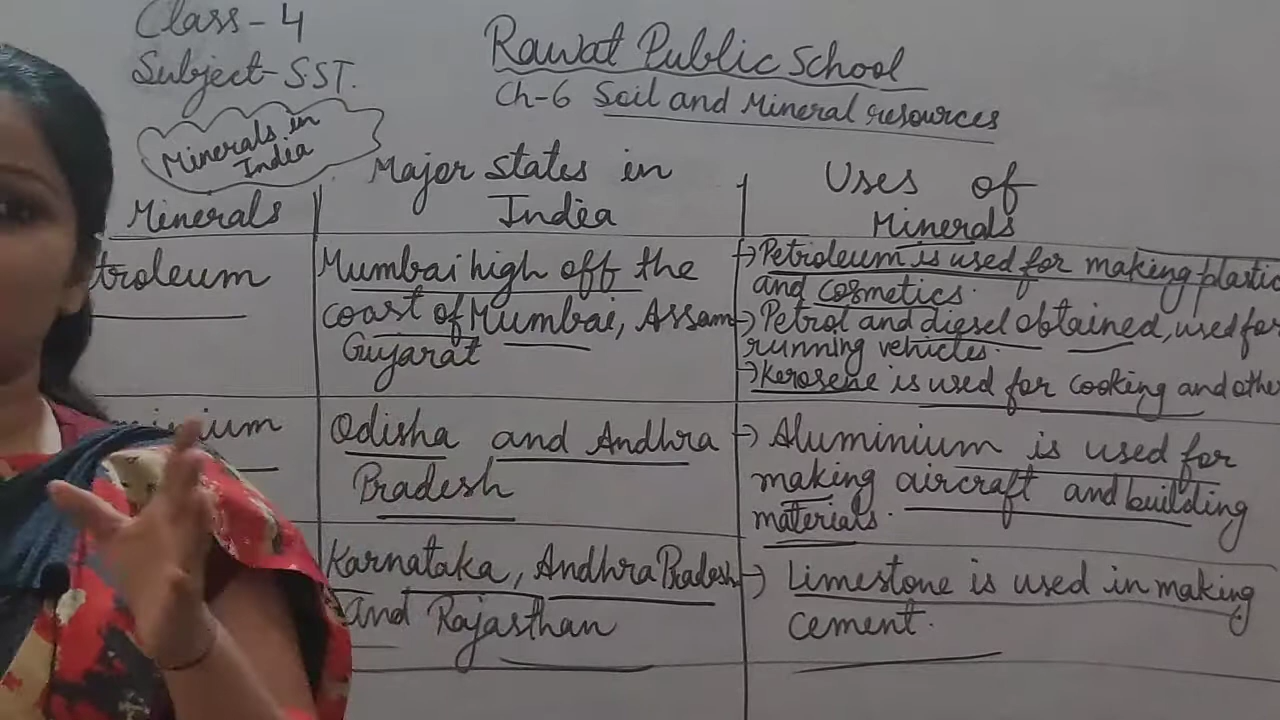 Class-4
Subject-S.ST.
Rawat Public School
Ch-6 Soil and Mineral resources
Minerals in
India
Minerals
Major states in
India
Uses of
Minerals
troleum
Mumbai high off the
coast of Mumbai, Assam
Gujarat
→ Petroleum is used for making plastic
and cosmetics.
→ Petrol and diesel obtained, used for
running vehicles.
→ Kerosene is used for cooking and othe
minium
Odisha and Andhra
Pradesh
→ Aluminium is used for
making aircraft and building
materials.
Karnataka, Andhra Pradesh
and Rajasthan
→ Limestone is used in making
cement.